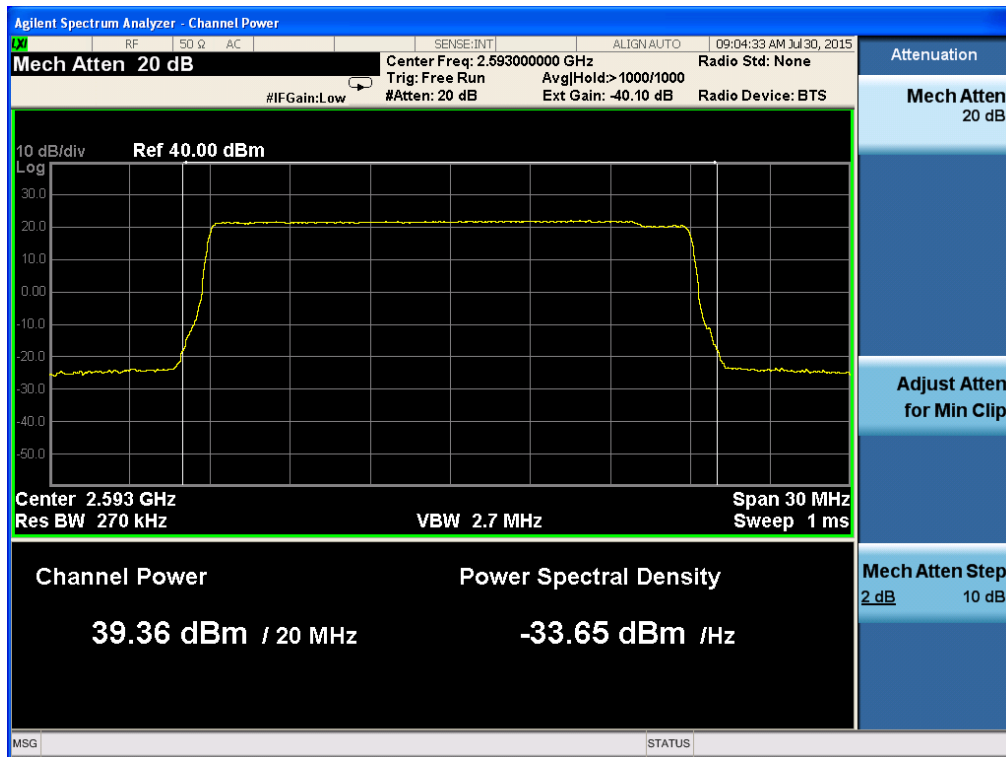 Agilent Spectrum Analyzer - Channel Power
LXI RF 50 Ω AC SENSE:INT ALIGN AUTO 09:04:33 AM Jul 30, 2015
Mech Atten 20 dB
Center Freq: 2.593000000 GHz Radio Std: None
Trig: Free Run Avg|Hold:>1000/1000
#IFGain:Low #Atten: 20 dB Ext Gain: -40.10 dB Radio Device: BTS
10 dB/div Ref 40.00 dBm
Log
30.0
20.0
10.0
0.00
-10.0
-20.0
-30.0
-40.0
-50.0
Center 2.593 GHz Span 30 MHz
Res BW 270 kHz VBW 2.7 MHz Sweep 1 ms
Channel Power Power Spectral Density
39.36 dBm / 20 MHz -33.65 dBm /Hz
MSG STATUS
Attenuation
Mech Atten
20 dB
Adjust Atten
for Min Clip
Mech Atten Step
2 dB 10 dB